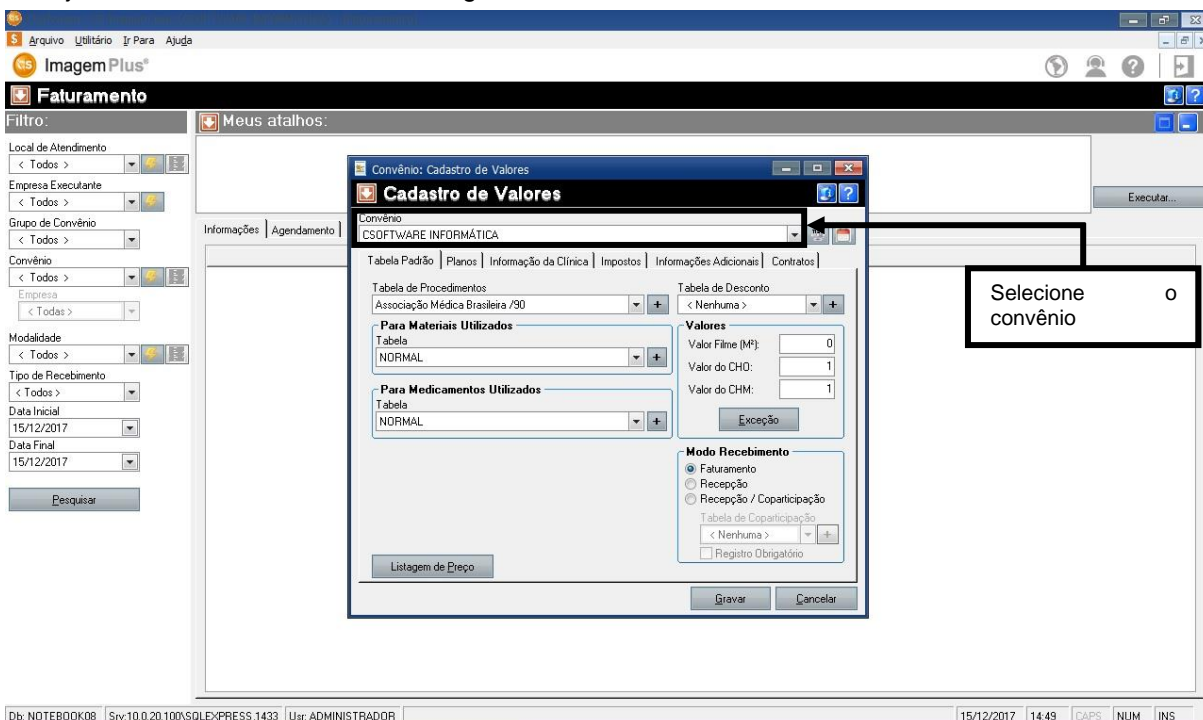 Arquivo Utilitário Ir Para Ajuda
ImagemPlus®
Faturamento
Filtro:
Meus atalhos:
Local de Atendimento
< Todos >
Empresa Executante
< Todos >
Executar...
Grupo de Convênio
< Todos >
Informações Agendamento
Convênio
< Todos >
Empresa
< Todas >
Modalidade
< Todos >
Tipo de Recebimento
< Todos >
Data Inicial
15/12/2017
Data Final
15/12/2017
Pesquisar
Convênio: Cadastro de Valores
Cadastro de Valores
Convênio
CSOFTWARE INFORMÁTICA
Tabela Padrão Planos Informação da Clínica Impostos Informações Adicionais Contratos
Tabela de Procedimentos
Associação Médica Brasileira /90
Tabela de Desconto
< Nenhuma >
Para Materiais Utilizados
Tabela
NORMAL
Para Medicamentos Utilizados
Tabela
NORMAL
Valores
Valor Filme (M²): 0
Valor do CHO: 1
Valor do CHM: 1
Exceção
Modo Recebimento
Faturamento
Recepção
Recepção / Coparticipação
Tabela de Coparticipação
< Nenhuma >
Registro Obrigatório
Listagem de Preço
Gravar Cancelar
Selecione o
convênio
Db: NOTEBOOK08 Srv:10.0.20.100\SQLEXPRESS,1433 Usr: ADMINISTRADOR 15/12/2017 14:49 CAPS NUM INS